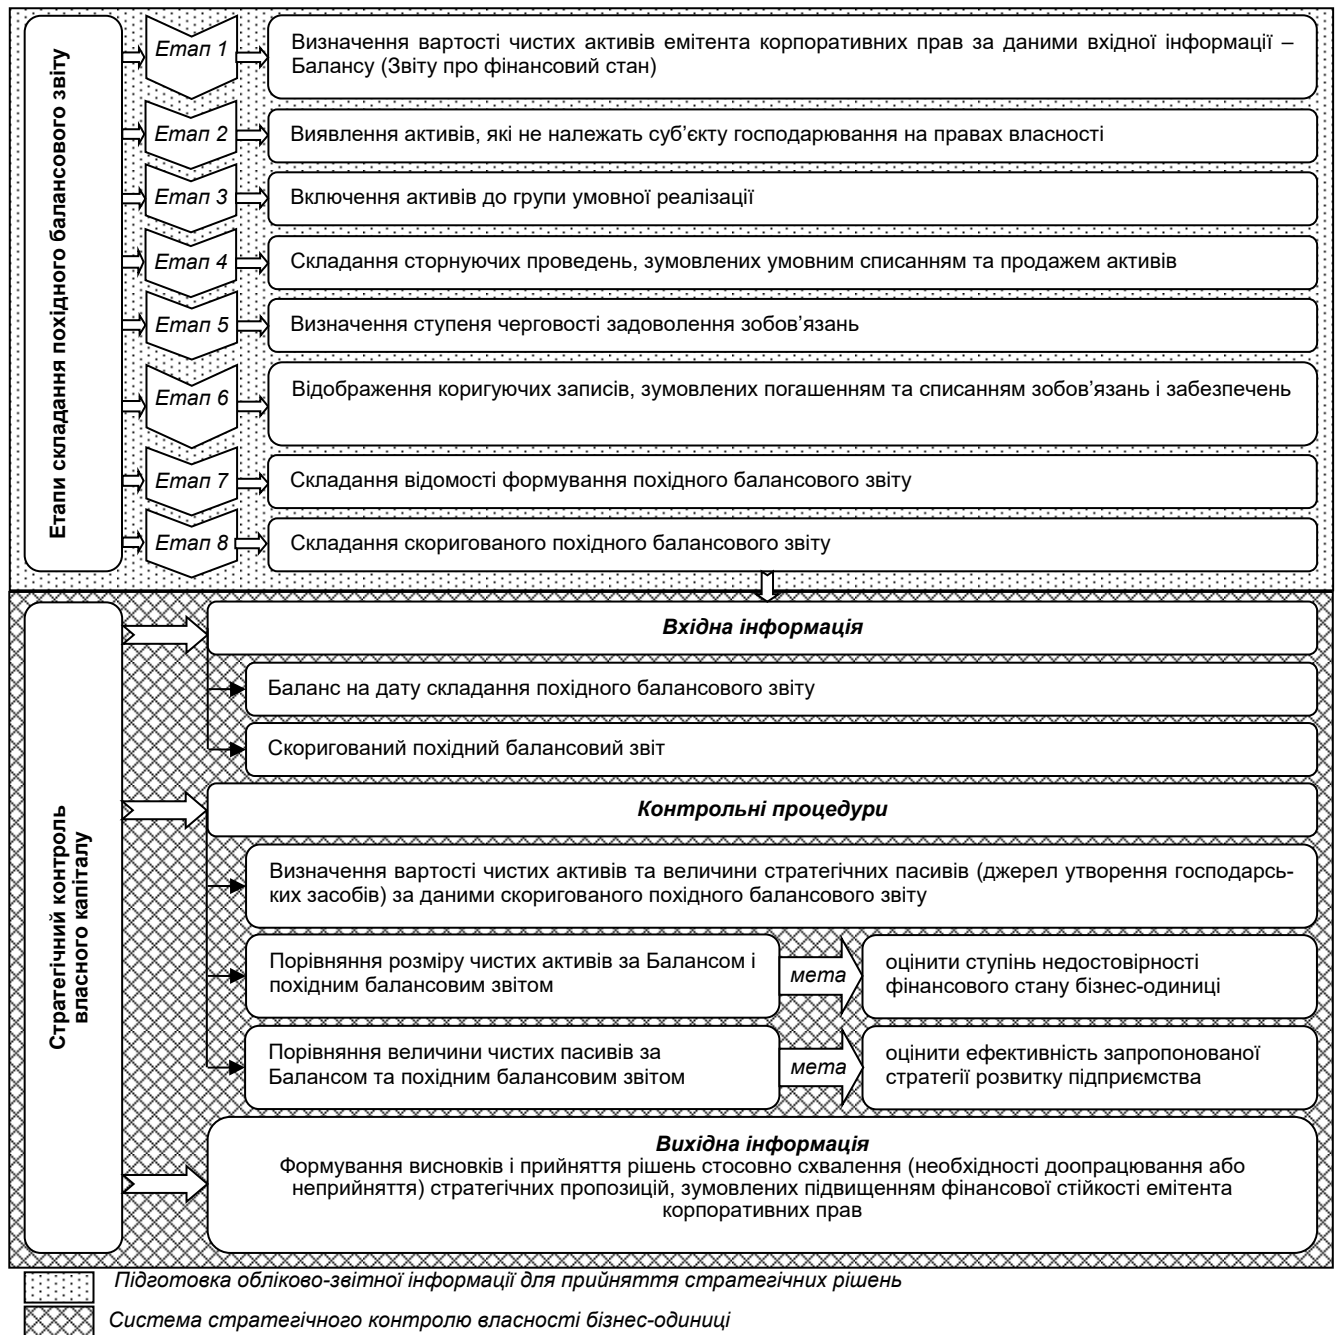 Етапи складання похідного балансового звіту
Етап 1
Визначення вартості чистих активів емітента корпоративних прав за даними вхідної інформації –
Балансу (Звіту про фінансовий стан)
Етап 2
Виявлення активів, які не належать суб’єкту господарювання на правах власності
Етап 3
Включення активів до групи умовної реалізації
Етап 4
Складання сторнуючих проведень, зумовлених умовним списанням та продажем активів
Етап 5
Визначення ступеня черговості задоволення зобов’язань
Етап 6
Відображення коригуючих записів, зумовлених погашенням та списанням зобов’язань і забезпечень
Етап 7
Складання відомості формування похідного балансового звіту
Етап 8
Складання скоригованого похідного балансового звіту
Стратегічний контроль
власного капіталу
Вхідна інформація
Баланс на дату складання похідного балансового звіту
Скоригований похідний балансовий звіт
Контрольні процедури
Визначення вартості чистих активів та величини стратегічних пасивів (джерел утворення господарсь-
ких засобів) за даними скоригованого похідного балансового звіту
Порівняння розміру чистих активів за Балансом і
похідним балансовим звітом
мета
оцінити ступінь недостовірності
фінансового стану бізнес-одиниці
Порівняння величини чистих пасивів за
Балансом та похідним балансовим звітом
мета
оцінити ефективність запропонованої
стратегії розвитку підприємства
Вихідна інформація
Формування висновків і прийняття рішень стосовно схвалення (необхідності доопрацювання або
неприйняття) стратегічних пропозицій, зумовлених підвищенням фінансової стійкості емітента
корпоративних прав
Підготовка обліково-звітної інформації для прийняття стратегічних рішень
Система стратегічного контролю власності бізнес-одиниці